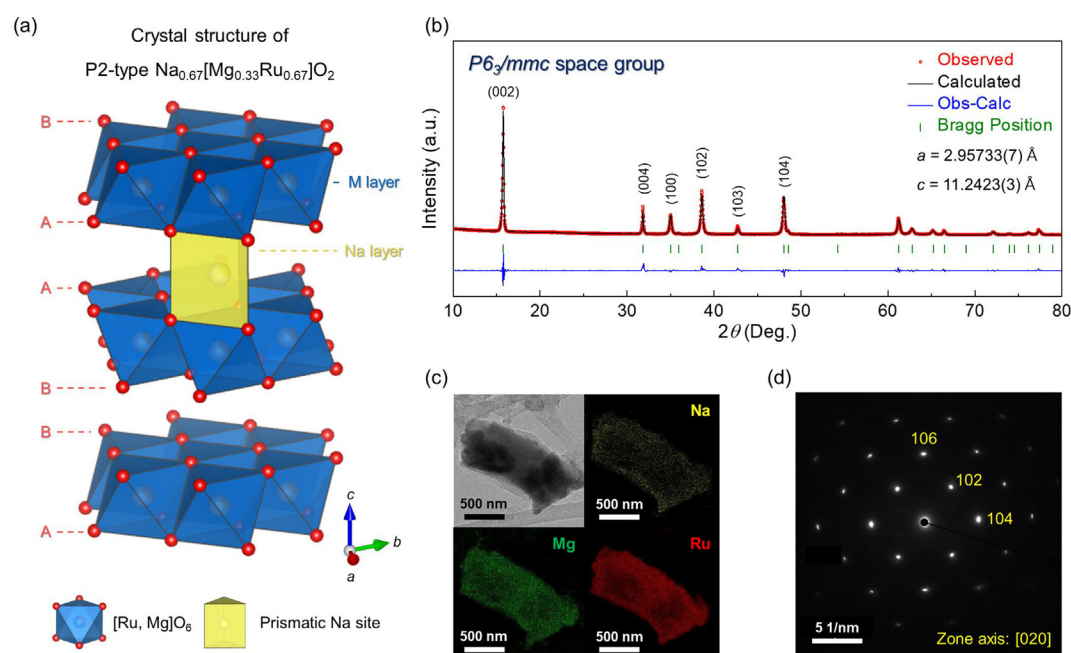 (a)
Crystal structure of
P2-type Na0.67[Mg0.33Ru0.67]O2
B
M layer
A
Na layer
A
B
B
A
c
b
a
[Ru, Mg]O6
Prismatic Na site
(b)
P63/mmc space group
Observed
Calculated
Obs-Calc
Bragg Position
a = 2.95733(7) Å
c = 11.2423(3) Å
(002)
(004)
(100)
(102)
(103)
(104)
Intensity (a.u.)
10 20 30 40 50 60 70 80
2θ (Deg.)
(c)
500 nm
Na
500 nm
Mg
500 nm
Ru
500 nm
(d)
106
102
104
5 1/nm
Zone axis: [020]